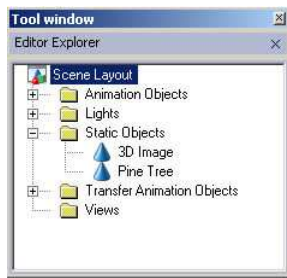 Tool window
Editor Explorer
Scene Layout
Animation Objects
Lights
Static Objects
3D Image
Pine Tree
Transfer Animation Objects
Views